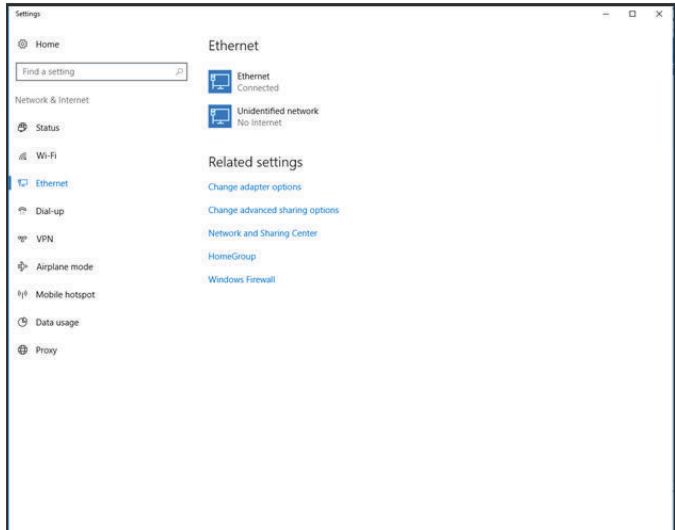 Settings
Home
Find a setting
Network & Internet
Status
Wi-Fi
Ethernet
Dial-up
VPN
Airplane mode
Mobile hotspot
Data usage
Proxy
Ethernet
Ethernet
Connected
Unidentified network
No Internet
Related settings
Change adapter options
Change advanced sharing options
Network and Sharing Center
HomeGroup
Windows Firewall